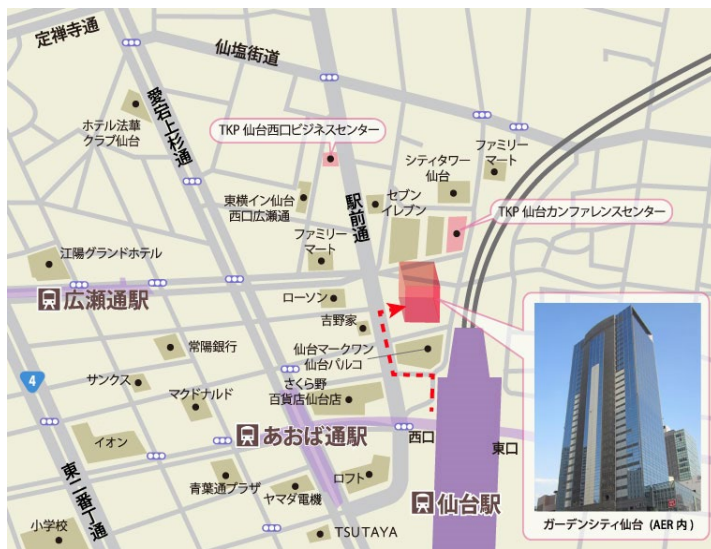 定禅寺通
仙塩街道
愛宕上杉通
ホテル法華
クラブ仙台
TKP 仙台西口ビジネスセンター
ファミリー
マート
シティタワー
仙台
東横イン仙台
西口広瀬通
駅前通
セブン
イレブン
TKP 仙台カンファレンスセンター
江陽グランドホテル
ファミリー
マート
広瀬通駅
ローソン
吉野家
常陽銀行
仙台マークワン
仙台パルコ
4
サンクス
マクドナルド
さくら野
百貨店仙台店
イオン
あおば通駅
西口
東口
東二番丁通
青葉通プラザ
ヤマダ電機
ロフト
仙台駅
小学校
TSUTAYA
ガーデンシティ仙台 (AER 内)